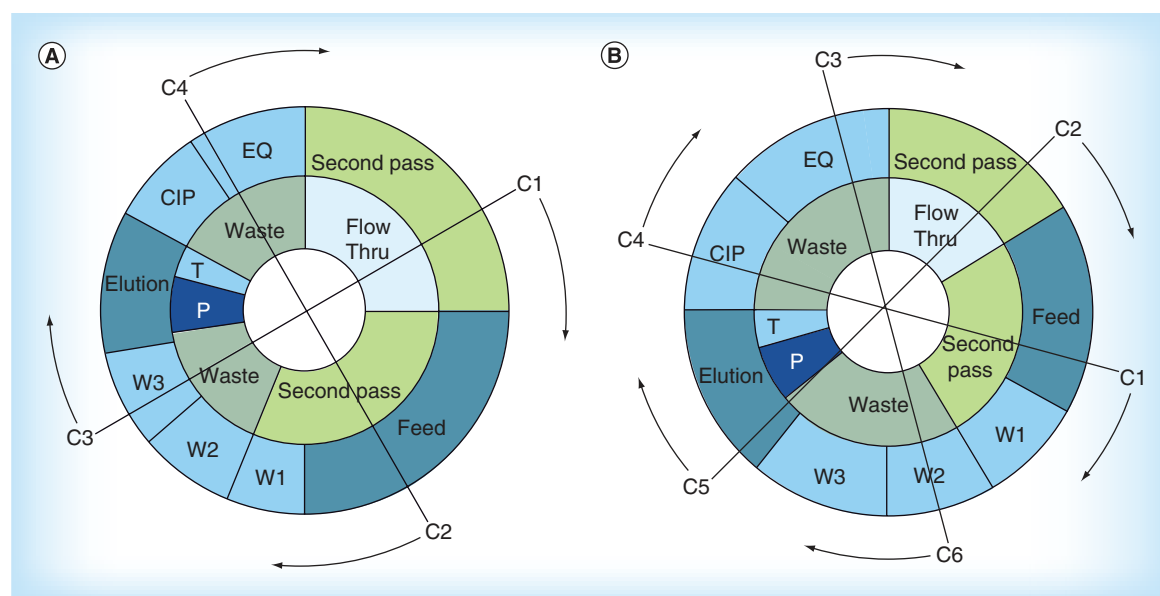 A
C4
EQ
Second pass
C1
CIP
Waste
Flow
Thru
Elution
T
P
W3
Waste
Second pass
Feed
C3
W2
W1
C2
B
C3
C2
EQ
Second pass
C4
CIP
Waste
Flow
Thru
T
Feed
Elution
P
Second
pass
C1
Waste
W1
W3
W2
C5
C6